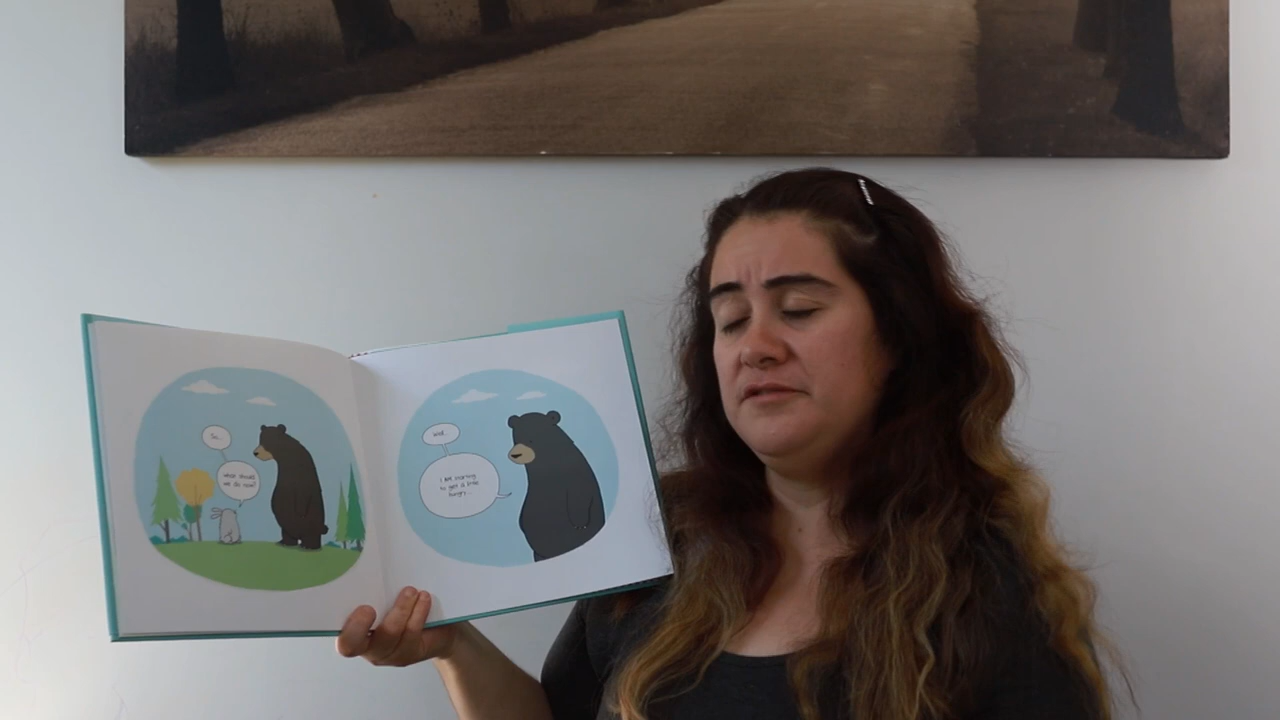 So...
what should
we do now?
Well...
I AM starting
to get a little
hungry...